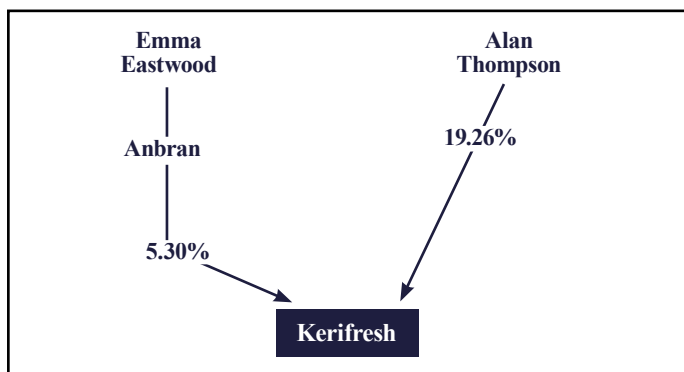 Emma
Eastwood
Alan
Thompson
Anbran
19.26%
5.30%
Kerifresh